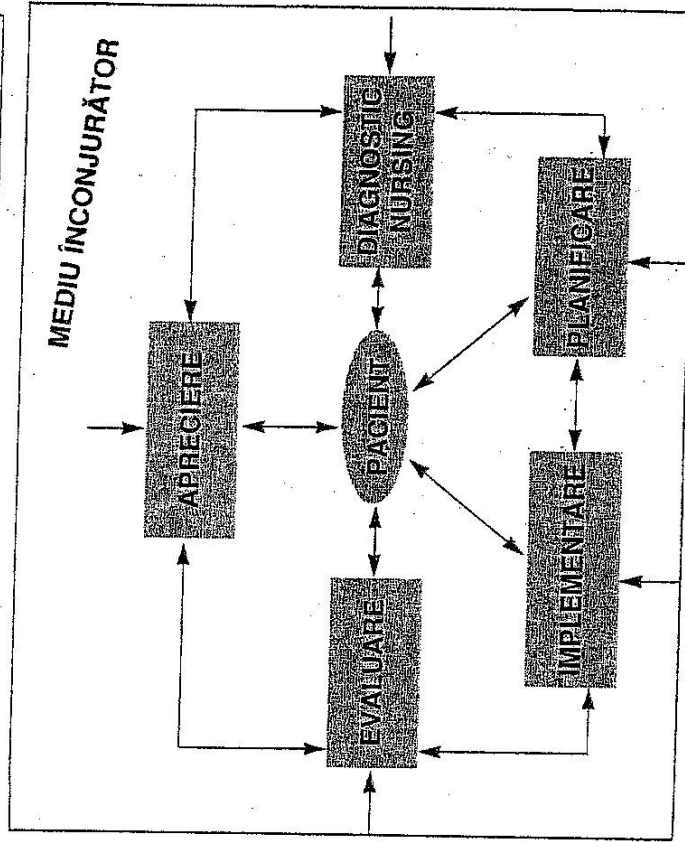 MEDIU ÎNCONJURĂTOR
APRECIERE
EVALUARE
PACIENT
DIAGNOSTIC
NURSING
IMPLEMENTARE
PLANIFICARE